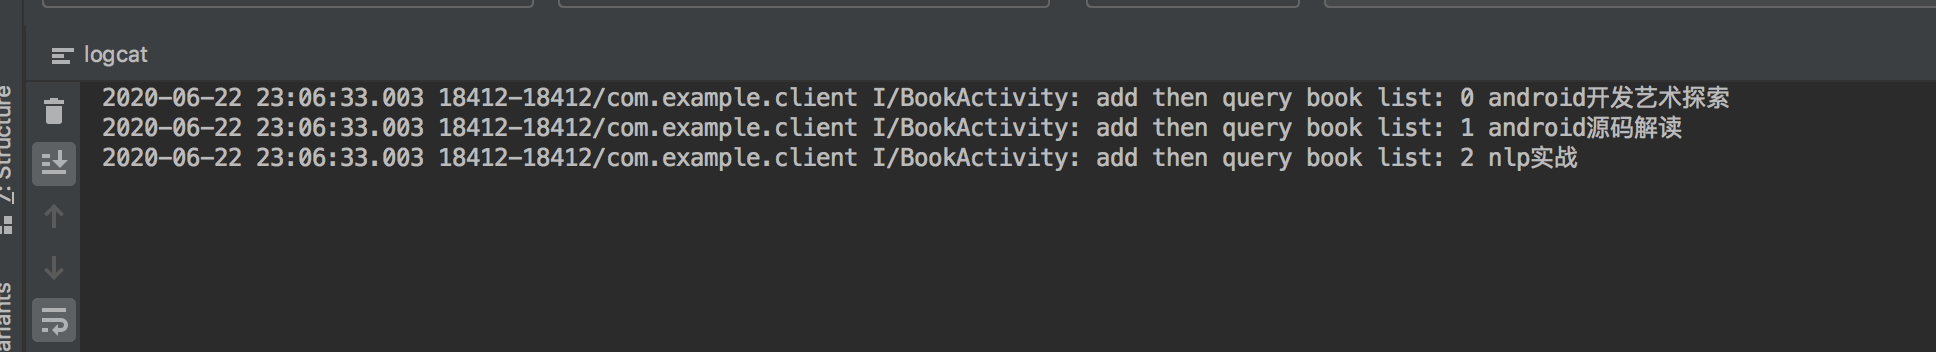 logcat
2020-06-22 23:06:33.003 18412-18412/com.example.client I/BookActivity: add then query book list: 0 android开发艺术探索
2020-06-22 23:06:33.003 18412-18412/com.example.client I/BookActivity: add then query book list: 1 android源码解读
2020-06-22 23:06:33.003 18412-18412/com.example.client I/BookActivity: add then query book list: 2 nlp实战
7: Structure